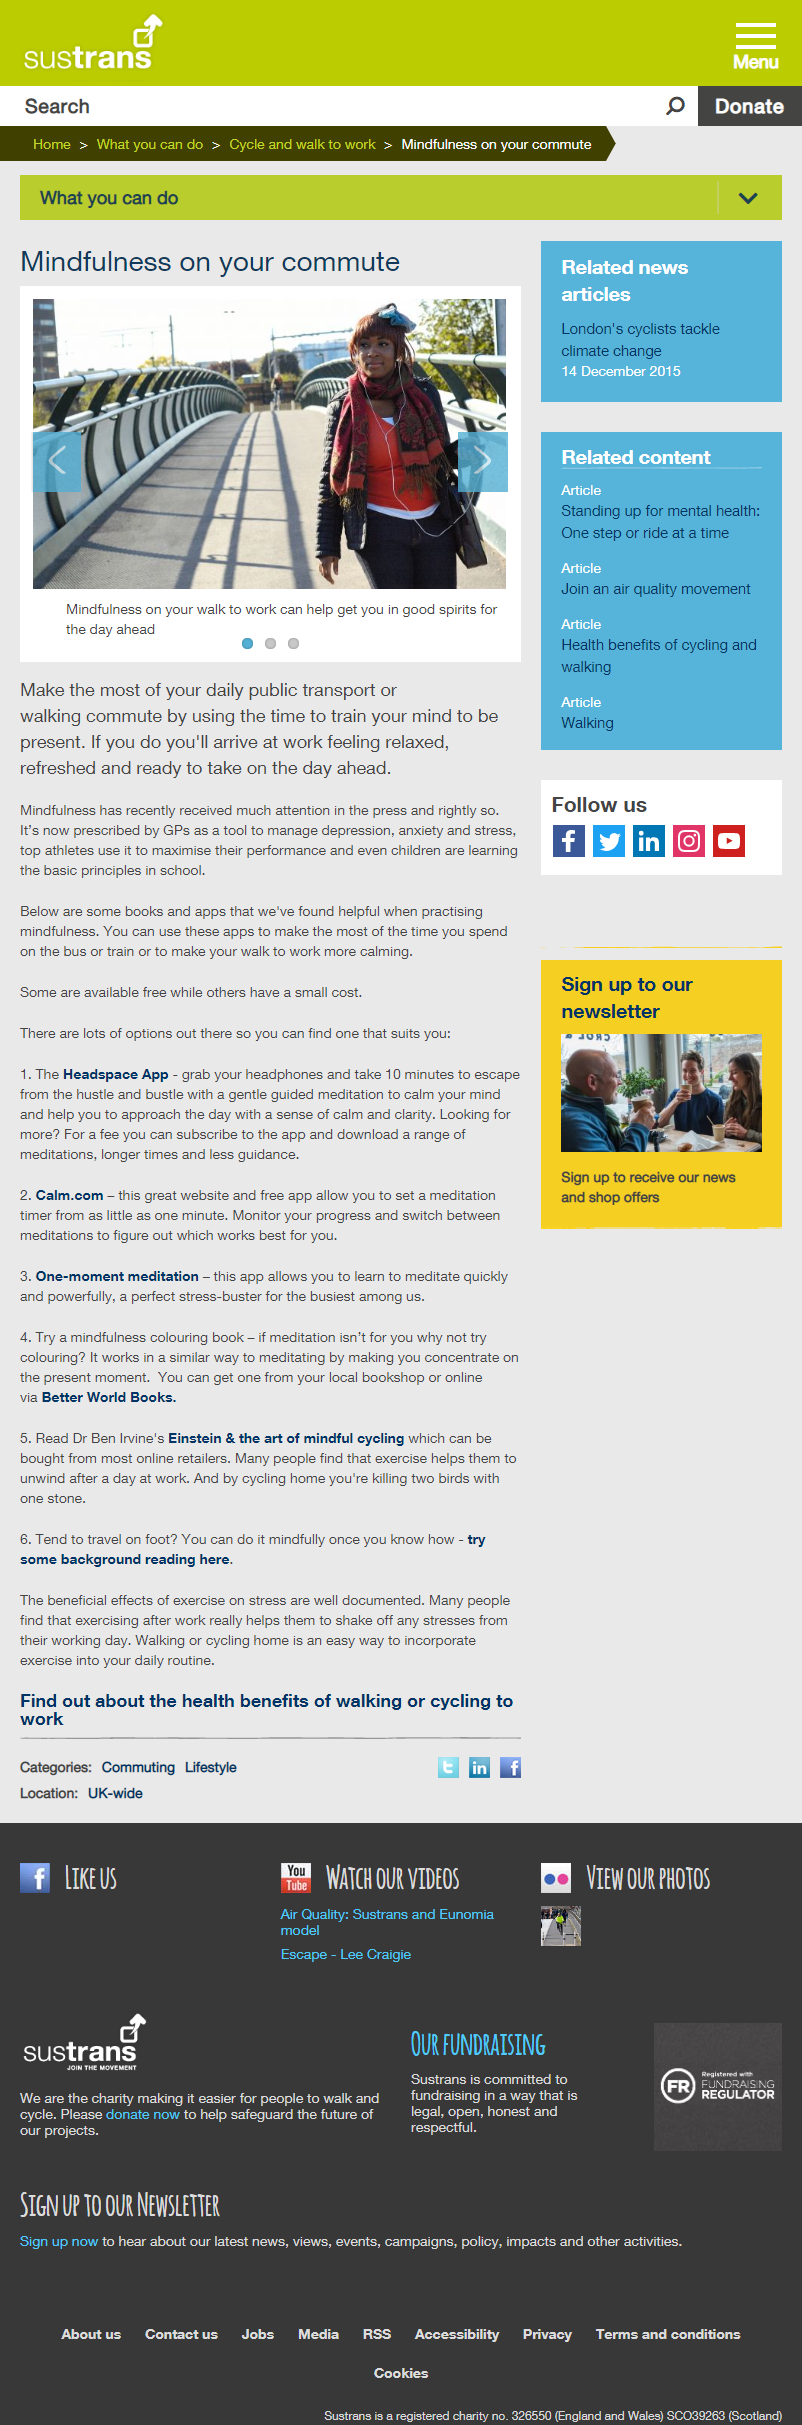 sustrans
Menu
Search
Donate
Home > What you can do > Cycle and walk to work > Mindfulness on your commute
What you can do
Mindfulness on your commute
Mindfulness on your walk to work can help get you in good spirits for
the day ahead
Make the most of your daily public transport or
walking commute by using the time to train your mind to be
present. If you do you'll arrive at work feeling relaxed,
refreshed and ready to take on the day ahead.
Mindfulness has recently received much attention in the press and rightly so.
It’s now prescribed by GPs as a tool to manage depression, anxiety and stress,
top athletes use it to maximise their performance and even children are learning
the basic principles in school.
Below are some books and apps that we've found helpful when practising
mindfulness. You can use these apps to make the most of the time you spend
on the bus or train or to make your walk to work more calming.
Some are available free while others have a small cost.
There are lots of options out there so you can find one that suits you:
1. The Headspace App - grab your headphones and take 10 minutes to escape
from the hustle and bustle with a gentle guided meditation to calm your mind
and help you to approach the day with a sense of calm and clarity. Looking for
more? For a fee you can subscribe to the app and download a range of
meditations, longer times and less guidance.
2. Calm.com – this great website and free app allow you to set a meditation
timer from as little as one minute. Monitor your progress and switch between
meditations to figure out which works best for you.
3. One-moment meditation – this app allows you to learn to meditate quickly
and powerfully, a perfect stress-buster for the busiest among us.
4. Try a mindfulness colouring book – if meditation isn’t for you why not try
colouring? It works in a similar way to meditating by making you concentrate on
the present moment.  You can get one from your local bookshop or online
via Better World Books.
5. Read Dr Ben Irvine's Einstein & the art of mindful cycling which can be
bought from most online retailers. Many people find that exercise helps them to
unwind after a day at work. And by cycling home you're killing two birds with
one stone.
6. Tend to travel on foot? You can do it mindfully once you know how - try
some background reading here.
The beneficial effects of exercise on stress are well documented. Many people
find that exercising after work really helps them to shake off any stresses from
their working day. Walking or cycling home is an easy way to incorporate
exercise into your daily routine.
Find out about the health benefits of walking or cycling to
work
Categories: Commuting Lifestyle
Location: UK-wide
Related news
articles
London's cyclists tackle
climate change
14 December 2015
Related content
Article
Standing up for mental health:
One step or ride at a time
Article
Join an air quality movement
Article
Health benefits of cycling and
walking
Article
Walking
Follow us
Sign up to our
newsletter
Sign up to receive our news
and shop offers
Like us
You
Tube
Watch our videos
Air Quality: Sustrans and Eunomia
model
Escape - Lee Craigie
View our photos
sustrans
JOIN THE MOVEMENT
We are the charity making it easier for people to walk and
cycle. Please donate now to help safeguard the future of
our projects.
Our fundraising
Sustrans is committed to
fundraising in a way that is
legal, open, honest and
respectful.
FR
Registered with
FUNDRAISING
REGULATOR
Sign up to our Newsletter
Sign up now to hear about our latest news, views, events, campaigns, policy, impacts and other activities.
About us Contact us Jobs Media RSS Accessibility Privacy Terms and conditions
Cookies
Sustrans is a registered charity no. 326550 (England and Wales) SCO39263 (Scotland)